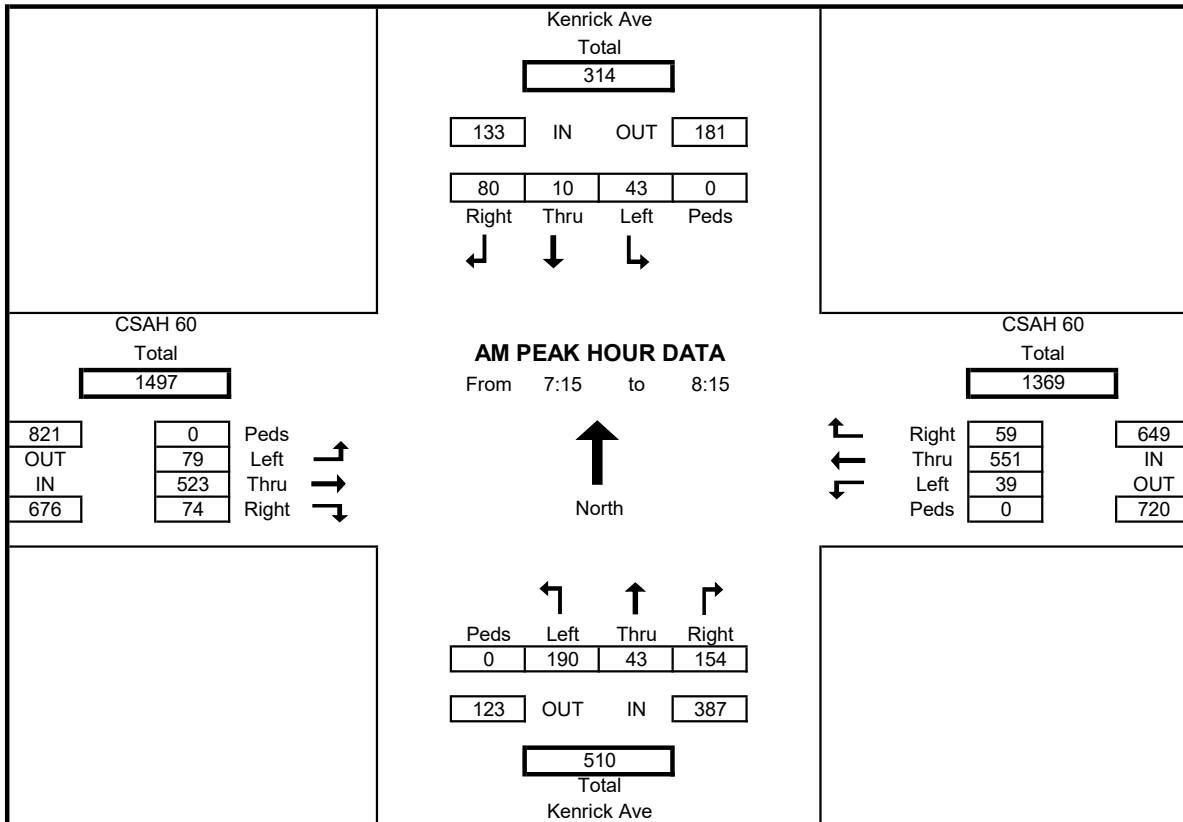 Kenrick Ave
Total
314
133 IN OUT 181
80 10 43 0
Right Thru Left Peds
CSAH 60
Total
1497
821 0 Peds
OUT 79 Left
IN 523 Thru
676 74 Right
AM PEAK HOUR DATA
From 7:15 to 8:15
North
CSAH 60
Total
1369
Right 59 649
Thru 551 IN
Left 39 OUT
Peds 0 720
Peds Left Thru Right
0 190 43 154
123 OUT IN 387
510
Total
Kenrick Ave